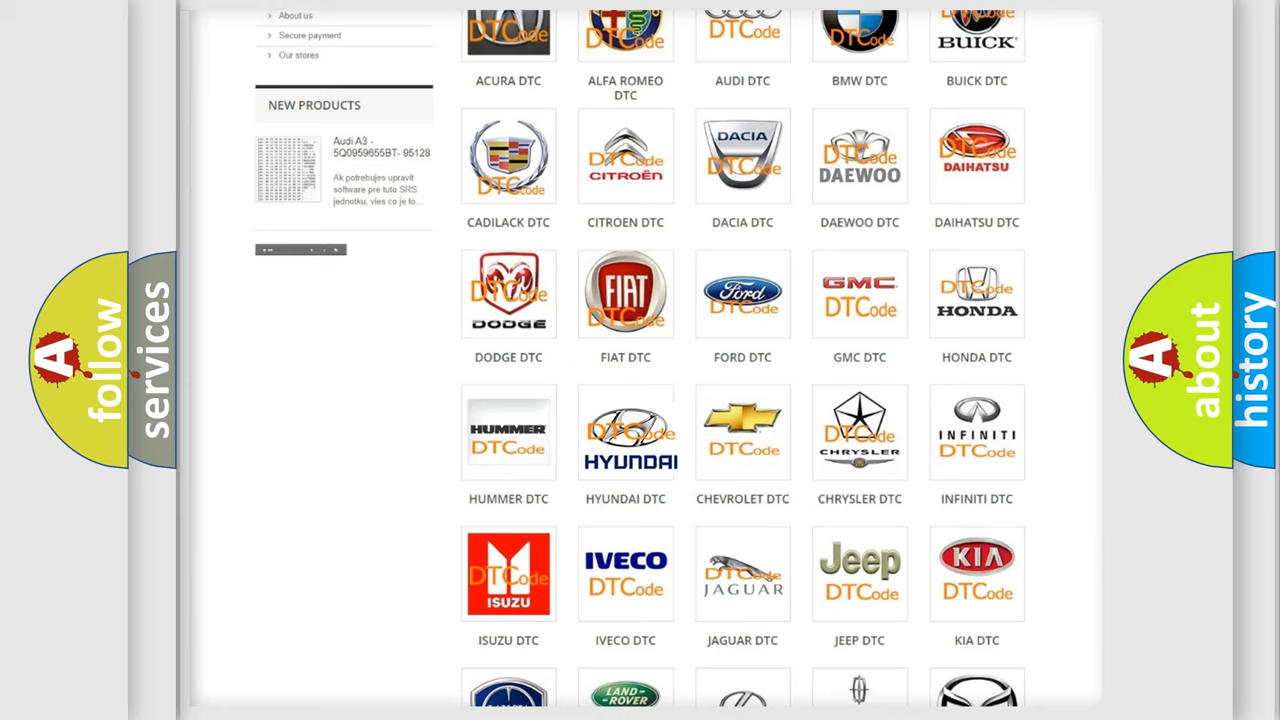 About us
Secure payment
Our stores
NEW PRODUCTS
Audi A3 -
5Q0959655BT- 95128
Ak potrebujes upravit
software pre tuto SRS
jednotku, vies co je to...
DTCode
DTCode
DTCode
DTCode
BUICK
ACURA DTC
ALFA ROMEO
DTC
AUDI DTC
BMW DTC
BUICK DTC
DTCode
DTCode
CITROËN
DACIA
DTCode
DTCode
DAEWOO
DTCode
DAIHATSU
CADILACK DTC
CITROEN DTC
DACIA DTC
DAEWOO DTC
DAIHATSU DTC
DTCode
DODGE
FIAT
DTCode
Ford
DTCode
GMC
DTCode
DTCode
HONDA
DODGE DTC
FIAT DTC
FORD DTC
GMC DTC
HONDA DTC
HUMMER
DTCode
DTCode
HYUNDAI
DTCode
DTCode
CHRYSLER
INFINITI
DTCode
HUMMER DTC
HYUNDAI DTC
CHEVROLET DTC
CHRYSLER DTC
INFINITI DTC
DTCode
ISUZU
IVECO
DTCode
DTCode
JAGUAR
Jeep
DTCode
KIA
DTCode
ISUZU DTC
IVECO DTC
JAGUAR DTC
JEEP DTC
KIA DTC
LAND-
ROVER
A
follow
services
A
about
history